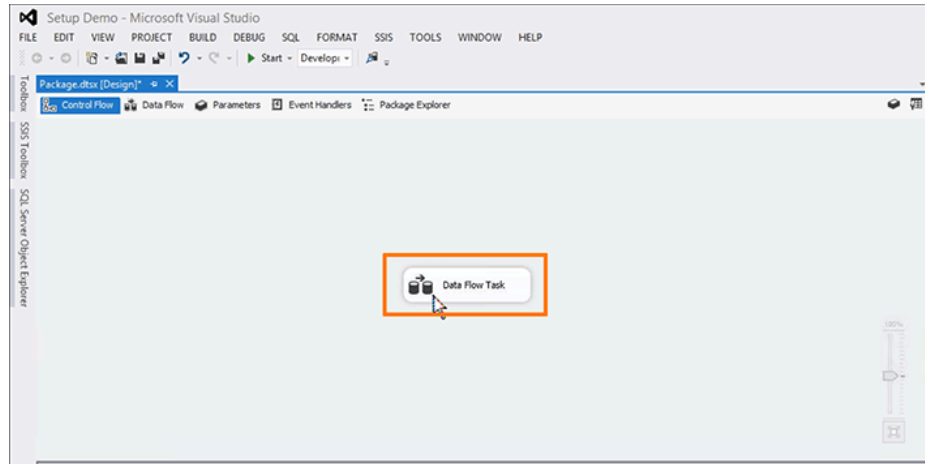 Setup Demo - Microsoft Visual Studio
FILE EDIT VIEW PROJECT BUILD DEBUG SQL FORMAT SSIS TOOLS WINDOW HELP
Start Develop
Package.dtsx [Design]*
Control Flow Data Flow Parameters Event Handlers Package Explorer
Toolbox
SSIS Toolbox
SQL Server Object Explorer
Data Flow Task
100%